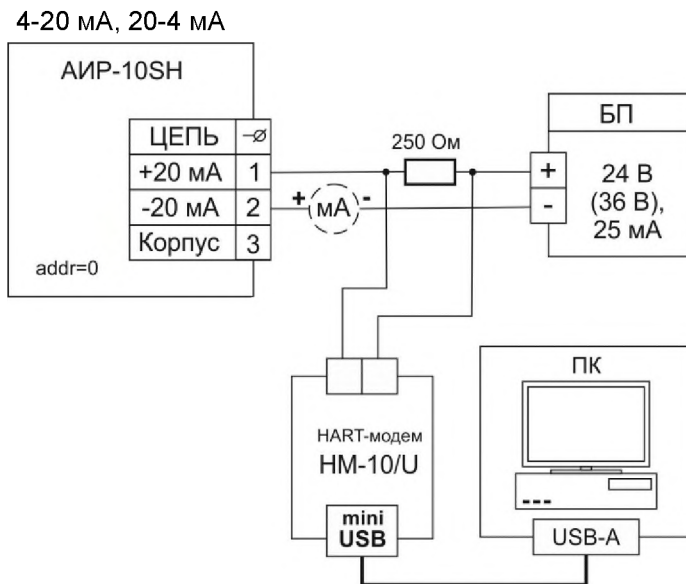 4-20 мА, 20-4 мА
АИР-10SH
ЦЕПЬ
+20 мА 1
-20 мА 2
Корпус 3
addr=0
250 Ом
+ мА -
БП
+
-
24 В
(36 В),
25 мА
HART-модем
НМ-10/U
mini
USB
ПК
USB-A